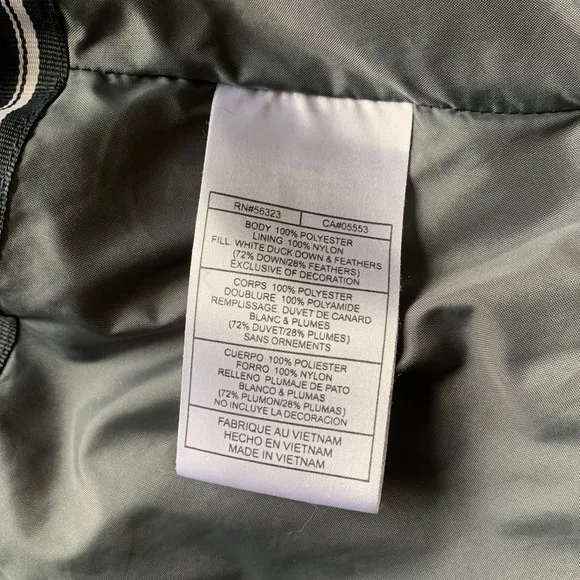 RN#56323 CA#05553
BODY 100% POLYESTER
LINING 100% NYLON
FILL. WHITE DUCK DOWN & FEATHERS
(72% DOWN/28% FEATHERS)
EXCLUSIVE OF DECORATION
CORPS 100% POLYESTER
DOUBLURE 100% POLYAMIDE
REMPLISSAGE. DUVET DE CANARD
BLANC & PLUMES
(72% DUVET/28% PLUMES)
SANS ORNEMENTS
CUERPO 100% POLIESTER
FORRO 100% NYLON
RELLENO PLUMAJE DE PATO
BLANCO & PLUMAS
(72% PLUMON/28% PLUMAS)
NO INCLUYE LA DECORACION
FABRIQUE AU VIETNAM
HECHO EN VIETNAM
MADE IN VIETNAM